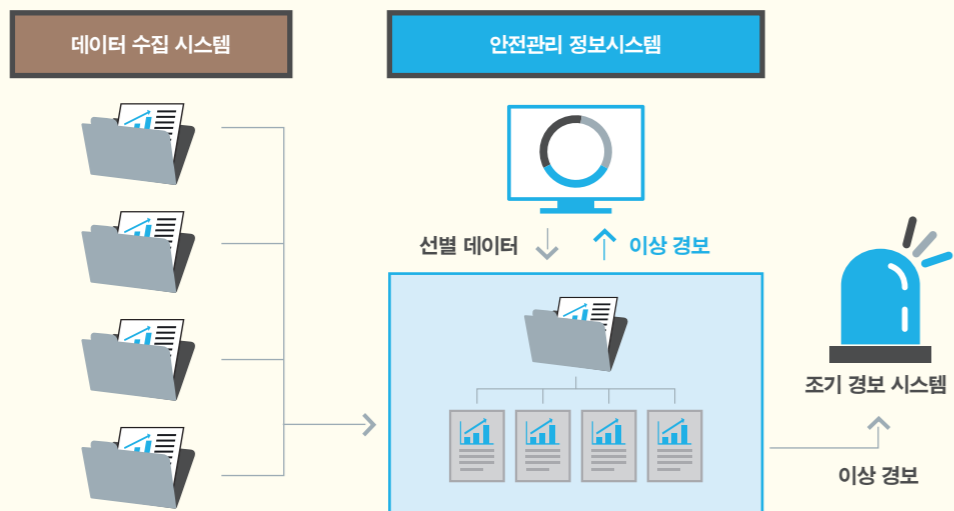 데이터 수집 시스템
안전관리 정보시스템
선별 데이터
이상 경보
조기 경보 시스템
이상 경보